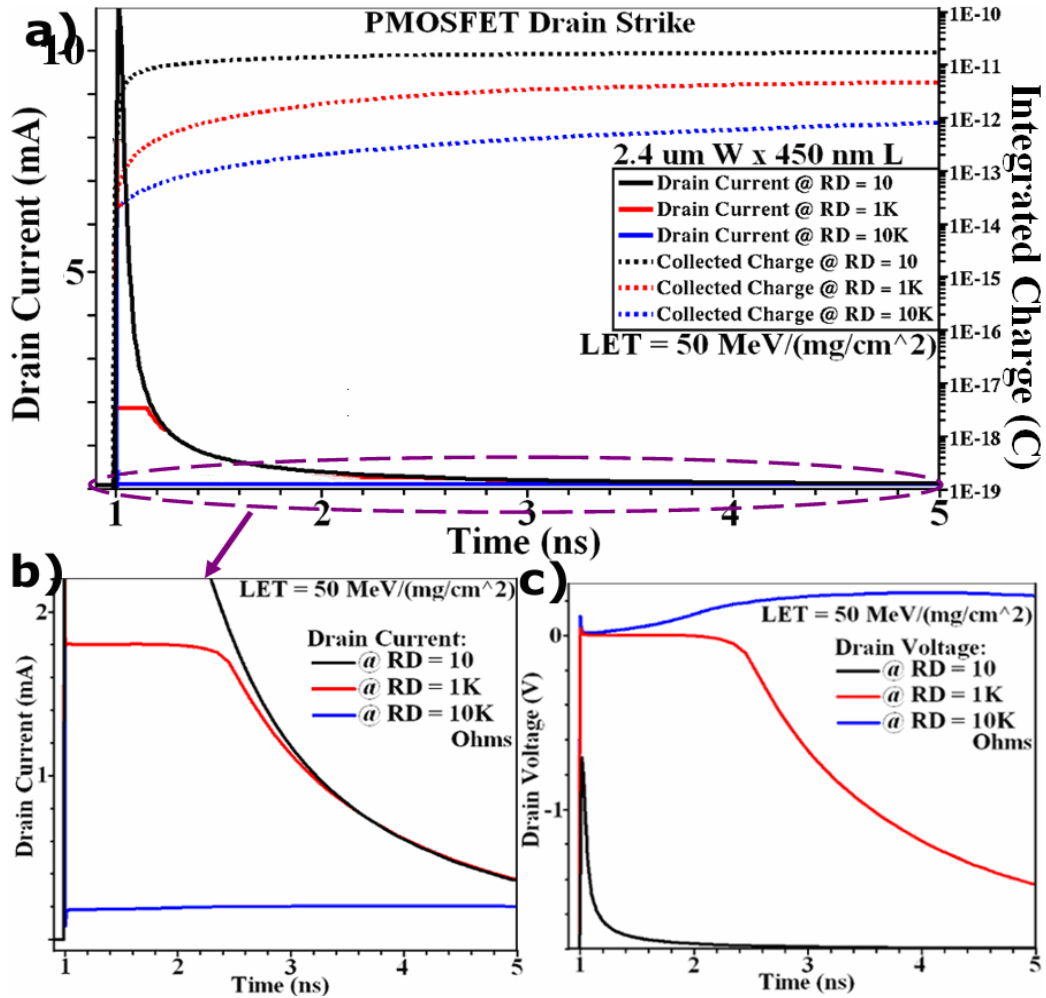 a)
PMOSFET Drain Strike
10
5
Drain Current (mA)
1E-10
1E-11
1E-12
1E-13
1E-14
1E-15
1E-16
1E-17
1E-18
1E-19
Integrated Charge (C)
2.4 um W x 450 nm L
Drain Current @ RD = 10
Drain Current @ RD = 1K
Drain Current @ RD = 10K
Collected Charge @ RD = 10
Collected Charge @ RD = 1K
Collected Charge @ RD = 10K
LET = 50 MeV/(mg/cm^2)
1
2
3
4
5
Time (ns)
b)
LET = 50 MeV/(mg/cm^2)
Drain Current:
@ RD = 10
@ RD = 1K
@ RD = 10K
Ohms
2
1
Drain Current (mA)
1
2
3
4
5
Time (ns)
c)
LET = 50 MeV/(mg/cm^2)
Drain Voltage:
@ RD = 10
@ RD = 1K
@ RD = 10K
Ohms
0
-1
Drain Voltage (V)
1
2
3
4
5
Time (ns)